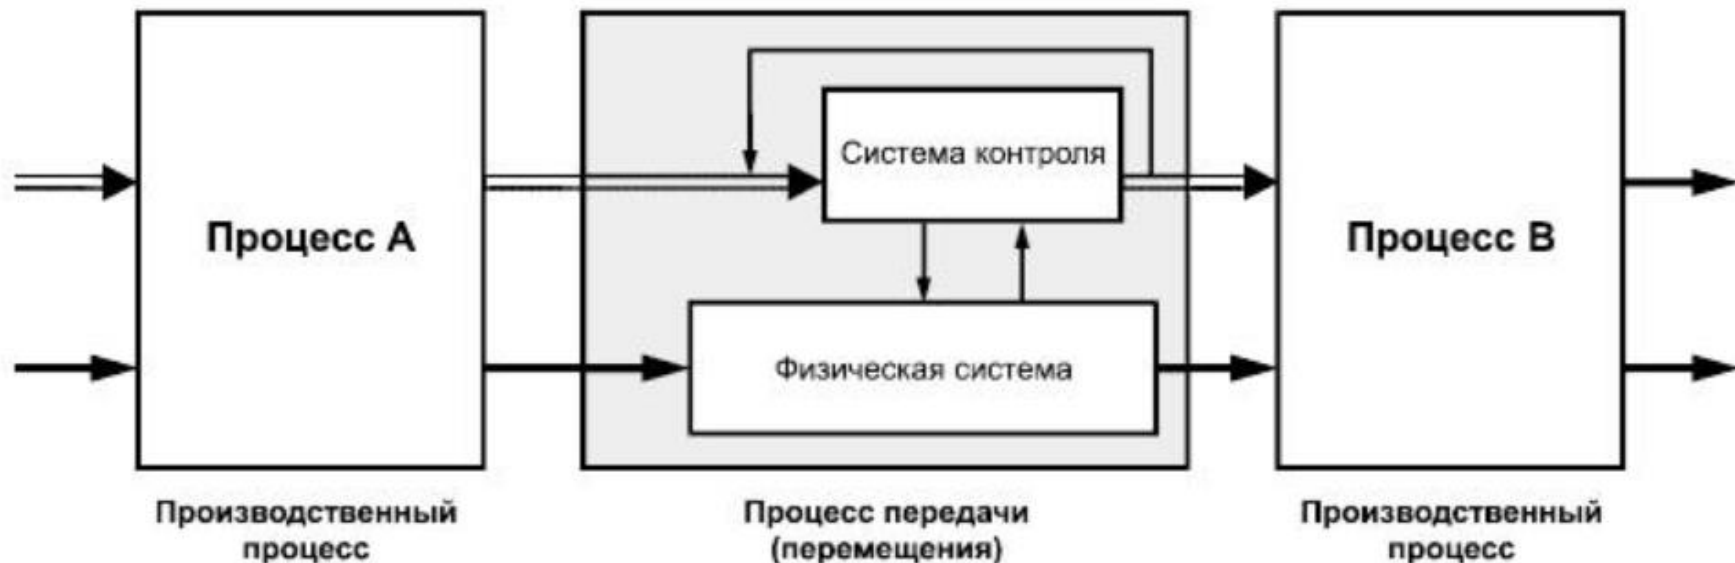 Процесс А
Система контроля
Физическая система
Процесс В
Производственный
процесс
Процесс передачи
(перемещения)
Производственный
процесс